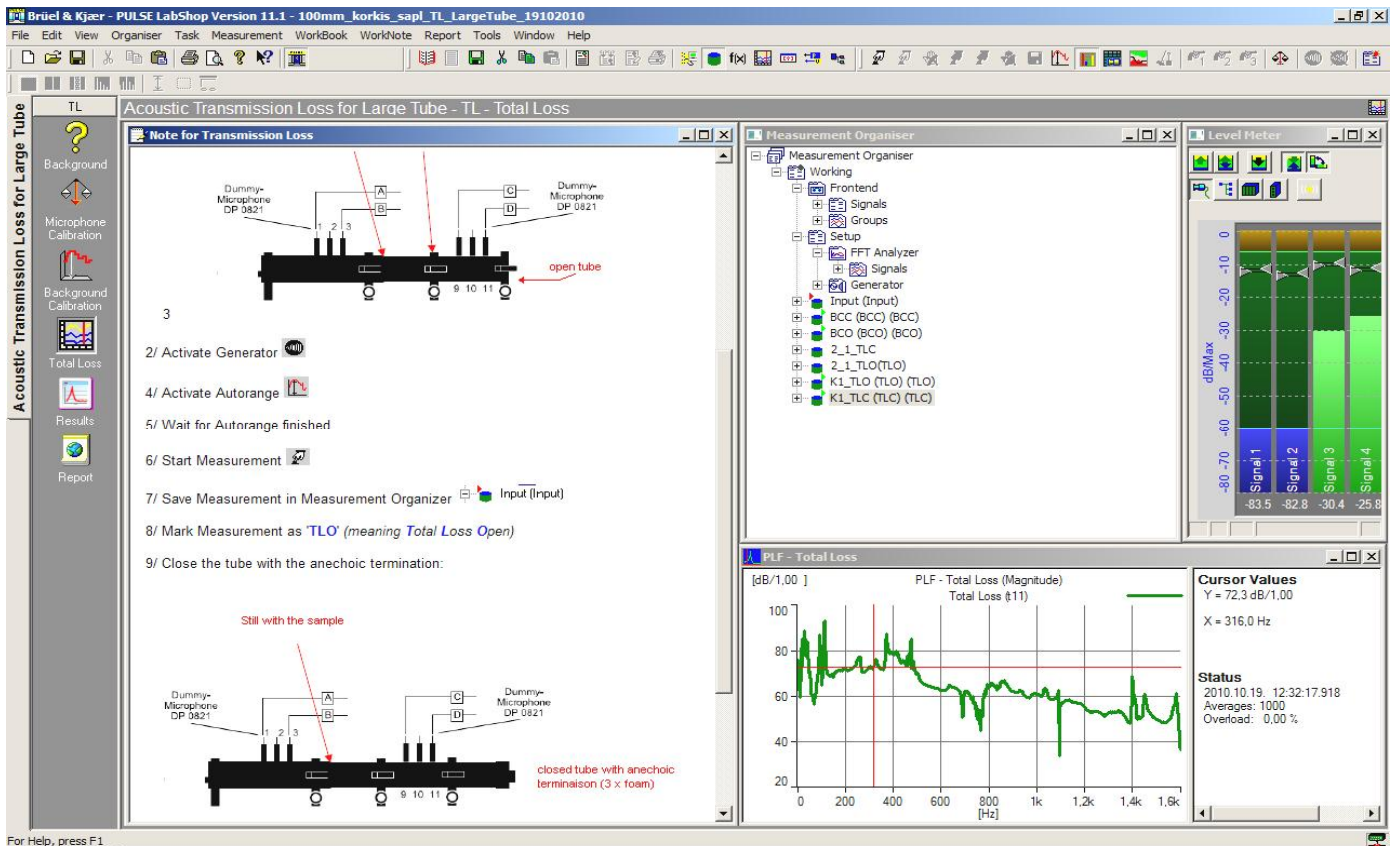 Brüel & Kjær - PULSE LabShop Version 11.1 - 100mm_korkis_sapl_TL_LargeTube_19102010
File Edit View Organiser Task Measurement WorkBook WorkNote Report Tools Window Help
f(x)
Acoustic Transmission Loss for Large Tube
TL
Background
Microphone
Calibration
Background
Calibration
Total Loss
Results
Report
Acoustic Transmission Loss for Large Tube - TL - Total Loss
Note for Transmission Loss
Dummy-
Microphone
DP 0821
A
B
C
D
Dummy-
Microphone
DP 0821
1 2 3
9 10 11
open tube
3
2/ Activate Generator
4/ Activate Autorange
5/ Wait for Autorange finished
6/ Start Measurement
7/ Save Measurement in Measurement Organizer Input (Input)
8/ Mark Measurement as 'TLO' (meaning Total Loss Open)
9/ Close the tube with the anechoic termination:
Still with the sample
Dummy-
Microphone
DP 0821
A
B
C
D
Dummy-
Microphone
DP 0821
1 2 3
9 10 11
closed tube with anechoic
terminaison (3 x foam)
Measurement Organiser
Measurement Organiser
Working
Frontend
Signals
Groups
Setup
FFT Analyzer
Signals
Generator
Input (Input)
BCC (BCC) (BCC)
BCO (BCO) (BCO)
2_1_TLC
2_1_TLO(TLO)
K1_TLO (TLO) (TLO)
K1_TLC (TLC) (TLC)
Level Meter
dB/Max
0
-10
-20
-30
-40
-50
-60
-70
-80
Signal 1
Signal 2
Signal 3
Signal 4
-83.5 -82.8 -30.4 -25.8
PLF - Total Loss
[dB/1,00 ]
PLF - Total Loss (Magnitude)
Total Loss (t11)
100
80
60
40
20
0 200 400 600 800 1k 1,2k 1,4k 1,6k
[Hz]
Cursor Values
Y = 72,3 dB/1,00
X = 316,0 Hz
Status
2010.10.19. 12:32:17.918
Averages: 1000
Overload: 0,00 %
For Help, press F1